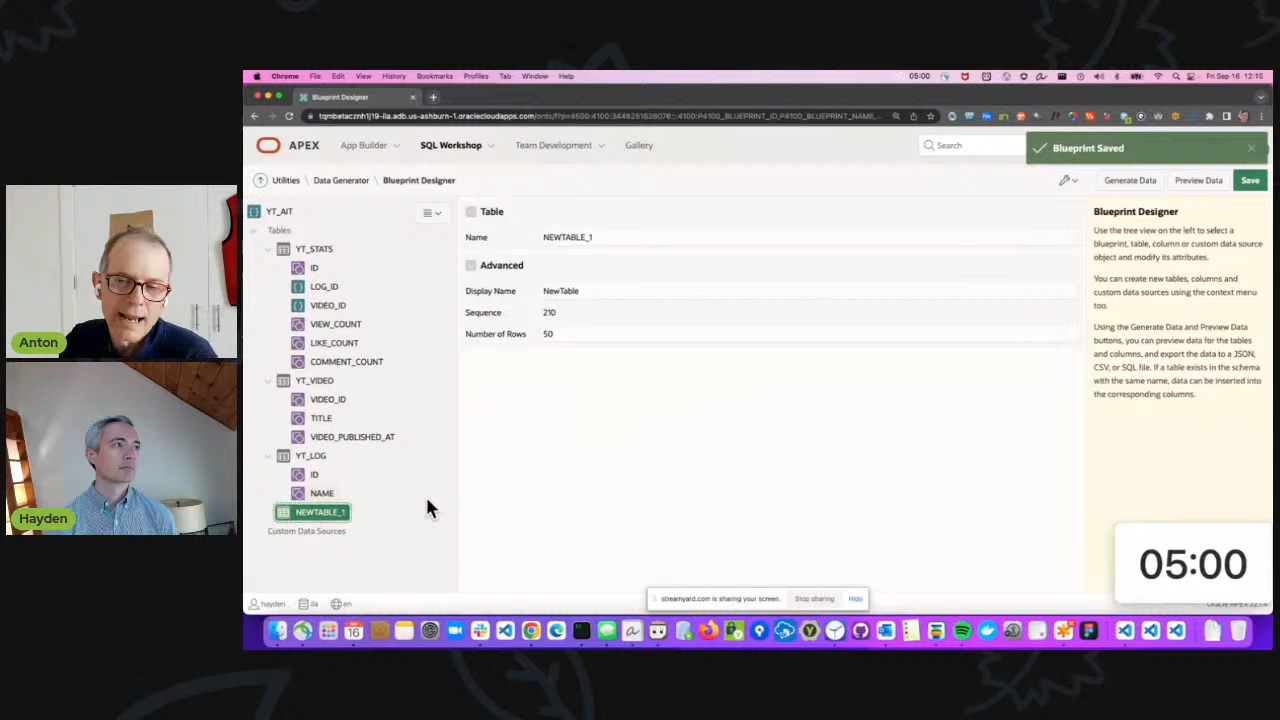 Chrome File Edit View History Bookmarks Profiles Tab Window Help 05:00 Fri Sep 16 12:15
Blueprint Designer
APEX App Builder SQL Workshop Team Development Gallery Search
Blueprint Saved
Utilities Data Generator Blueprint Designer Generate Data Preview Data Save
YT_AIT
Tables
YT_STATS
ID
LOG_ID
VIDEO_ID
VIEW_COUNT
LIKE_COUNT
COMMENT_COUNT
YT_VIDEO
VIDEO_ID
TITLE
VIDEO_PUBLISHED_AT
YT_LOG
ID
NAME
NEWTABLE_1
Custom Data Sources
Table
Name NEWTABLE_1
Advanced
Display Name NewTable
Sequence 210
Number of Rows 50
Blueprint Designer
Use the tree view on the left to select a
blueprint, table, column or custom data source
object and modify its attributes.
You can create new tables, columns and
custom data sources using the context menu
too.
Using the Generate Data and Preview Data
buttons, you can preview data for the tables
and columns, and export the data to a JSON,
CSV, or SQL file. If a table exists in the schema
with the same name, data can be inserted into
the corresponding columns.
Anton
Hayden
05:00
streamyard.com is sharing your screen. Stop sharing Hide
hayden ila en
16